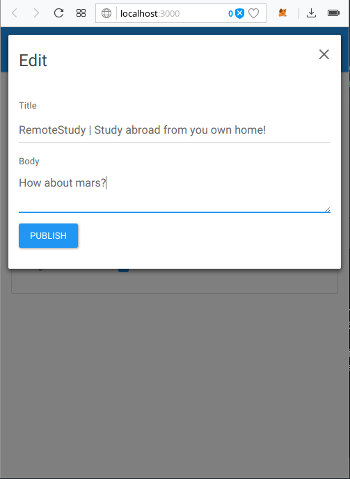 localhost:3000
0
Edit
Title
RemoteStudy | Study abroad from you own home!
Body
How about mars?
PUBLISH